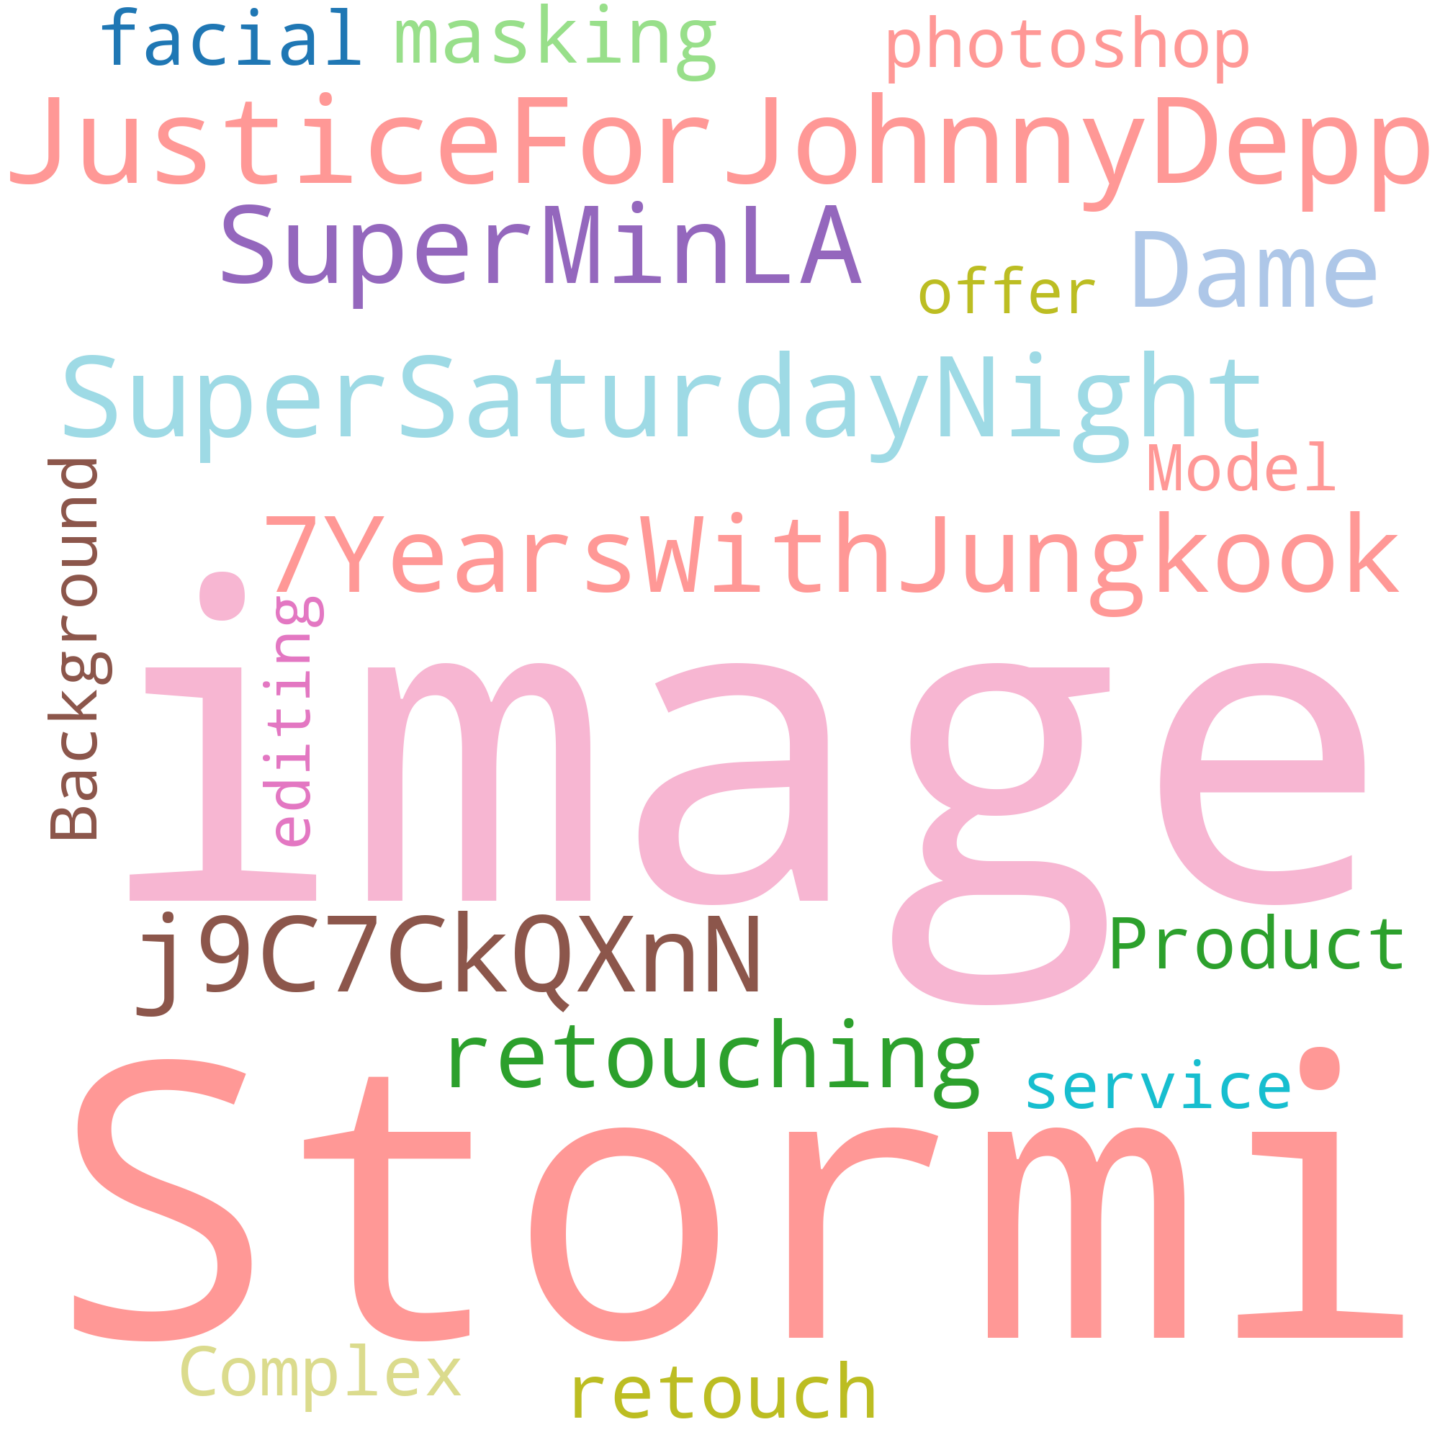 facial masking photoshop
JusticeForJohnnyDepp
SuperMinLA
offer Dame
SuperSaturdayNight
Model
Background
7YearsWithJungkook
editing
image
j9C7CkQXnN Product
retouching
service
Stormi
Complex retouch